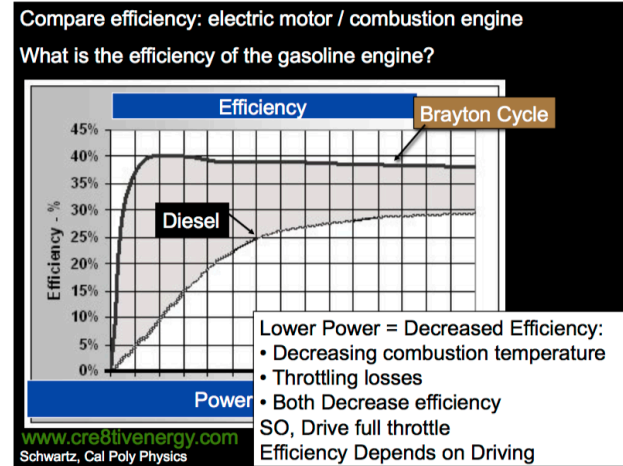 Compare efficiency: electric motor / combustion engine
What is the efficiency of the gasoline engine?
Efficiency
Brayton Cycle
45%
40%
35%
30%
25%
20%
15%
10%
5%
0%
Efficiency - %
Diesel
Power
Lower Power = Decreased Efficiency:
• Decreasing combustion temperature
• Throttling losses
• Both Decrease efficiency
SO, Drive full throttle
Efficiency Depends on Driving
www.cre8tivenergy.com
Schwartz, Cal Poly Physics